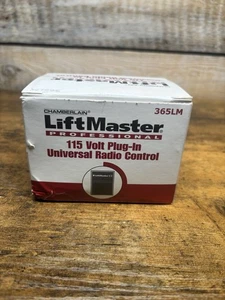 CHAMBERLAIN®
365LM
LiftMaster®
PROFESSIONAL
115 Volt Plug-In
Universal Radio Control